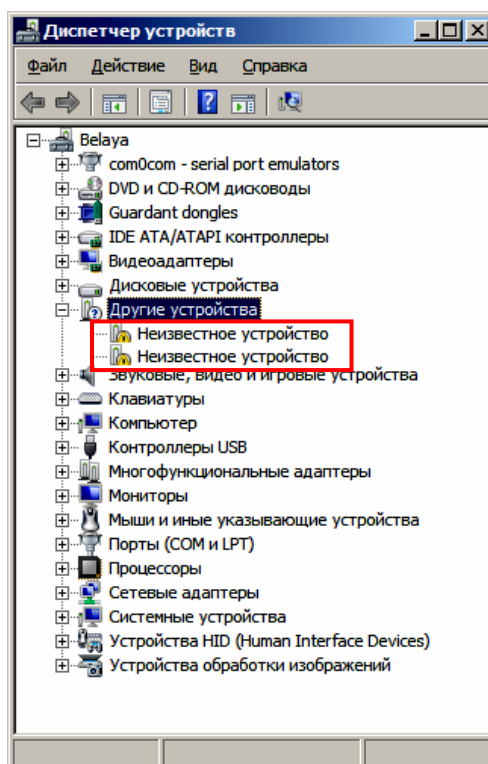 Диспетчер устройств
Файл Действие Вид Справка
Belaya
com0com - serial port emulators
DVD и CD-ROM дисководы
Guardant dongles
IDE ATA/ATAPI контроллеры
Видеоадаптеры
Дисковые устройства
Другие устройства
Неизвестное устройство
Неизвестное устройство
Звуковые, видео и игровые устройства
Клавиатуры
Компьютер
Контроллеры USB
Многофункциональные адаптеры
Мониторы
Мыши и иные указывающие устройства
Порты (COM и LPT)
Процессоры
Сетевые адаптеры
Системные устройства
Устройства HID (Human Interface Devices)
Устройства обработки изображений